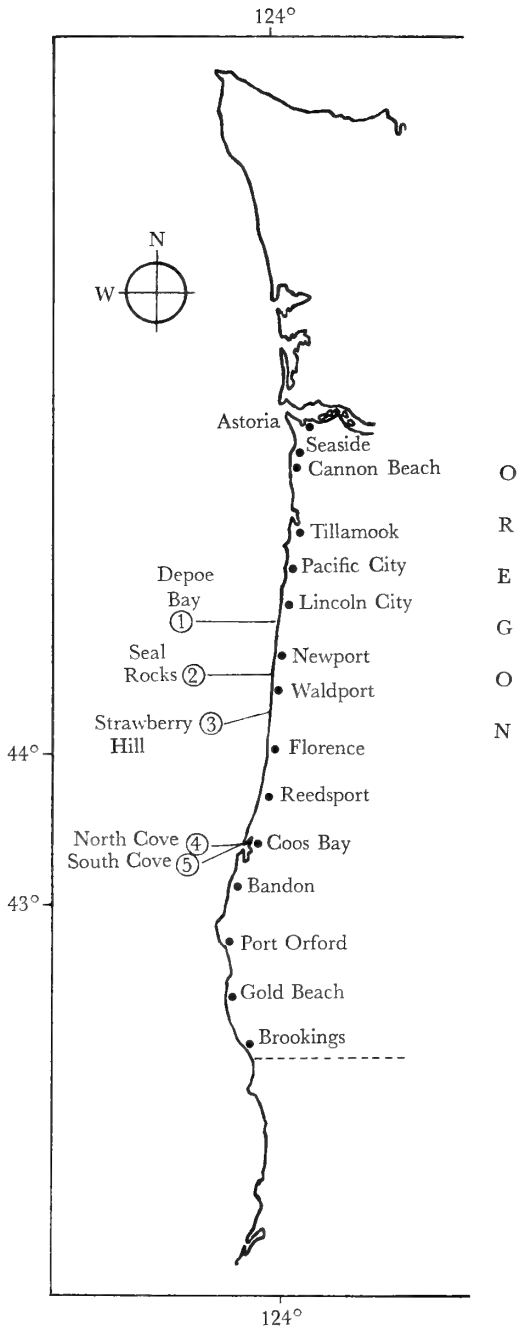 124°
N
W
Astoria
Seaside
Cannon Beach
Tillamook
Pacific City
Depoe
Bay
1
Lincoln City
Newport
Seal
Rocks 2
Waldport
Strawberry 3
Hill
44°
Florence
Reedsport
North Cove 4
Coos Bay
South Cove 5
Bandon
43°
Port Orford
Gold Beach
Brookings
O
R
E
G
O
N
124°